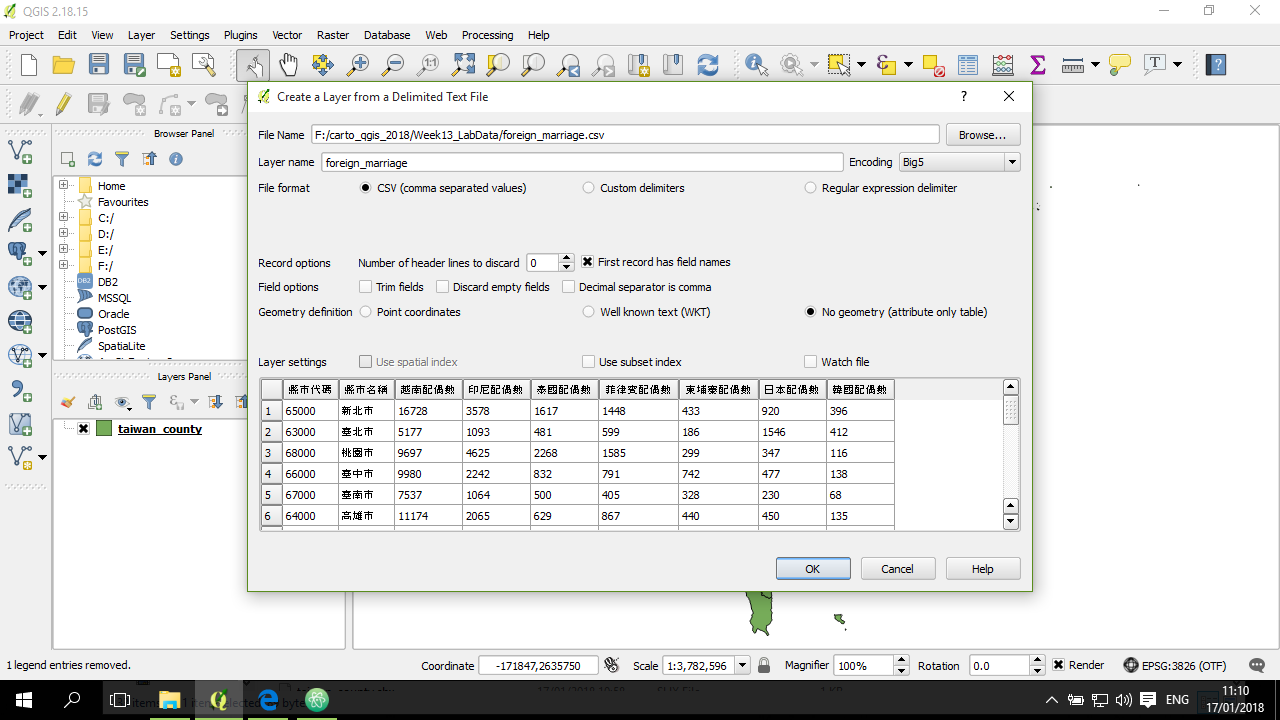 QGIS 2.18.15
Project Edit View Layer Settings Plugins Vector Raster Database Web Processing Help
Create a Layer from a Delimited Text File
?
Browser Panel
Home
Favourites
C:/
D:/
E:/
F:/
DB2
MSSQL
Oracle
PostGIS
SpatiaLite
Layers Panel
taiwan_county
File Name F:/carto_qgis_2018/Week13_LabData/foreign_marriage.csv Browse...
Layer name foreign_marriage Encoding Big5
File format CSV (comma separated values) Custom delimiters Regular expression delimiter
Record options Number of header lines to discard 0 First record has field names
Field options Trim fields Discard empty fields Decimal separator is comma
Geometry definition Point coordinates Well known text (WKT) No geometry (attribute only table)
Layer settings Use spatial index Use subset index Watch file
縣市代碼 縣市名稱 越南配偶數 印尼配偶數 泰國配偶數 菲律賓配偶數 柬埔寨配偶數 日本配偶數 韓國配偶數
1 65000 新北市 16728 3578 1617 1448 433 920 396
2 63000 臺北市 5177 1093 481 599 186 1546 412
3 68000 桃園市 9697 4625 2268 1585 299 347 116
4 66000 臺中市 9980 2242 832 791 742 477 138
5 67000 臺南市 7537 1064 500 405 328 230 68
6 64000 高雄市 11174 2065 629 867 440 450 135
OK Cancel Help
1 legend entries removed. Coordinate -171847,2635750 Scale 1:3,782,596 Magnifier 100% Rotation 0.0 Render EPSG:3826 (OTF)
ENG
11:10
17/01/2018